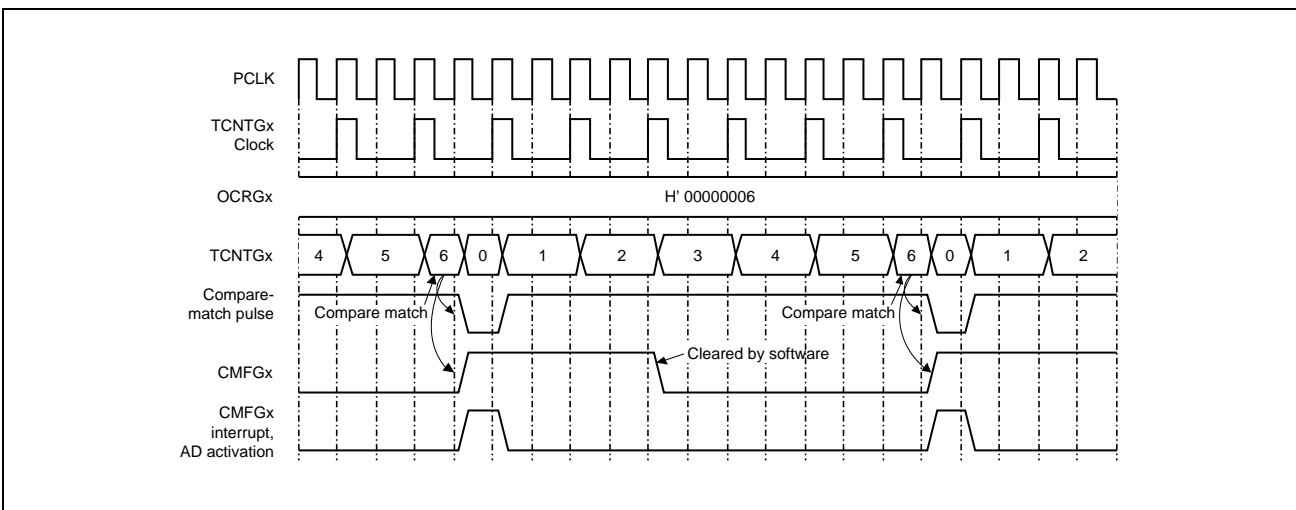 PCLK
TCNTGx
Clock
OCRGx
H' 00000006
TCNTGx
4 5 6 0 1 2 3 4 5 6 0 1 2
Compare-
match pulse
Compare match
Compare match
Cleared by software
CMFGx
CMFGx
interrupt,
AD activation